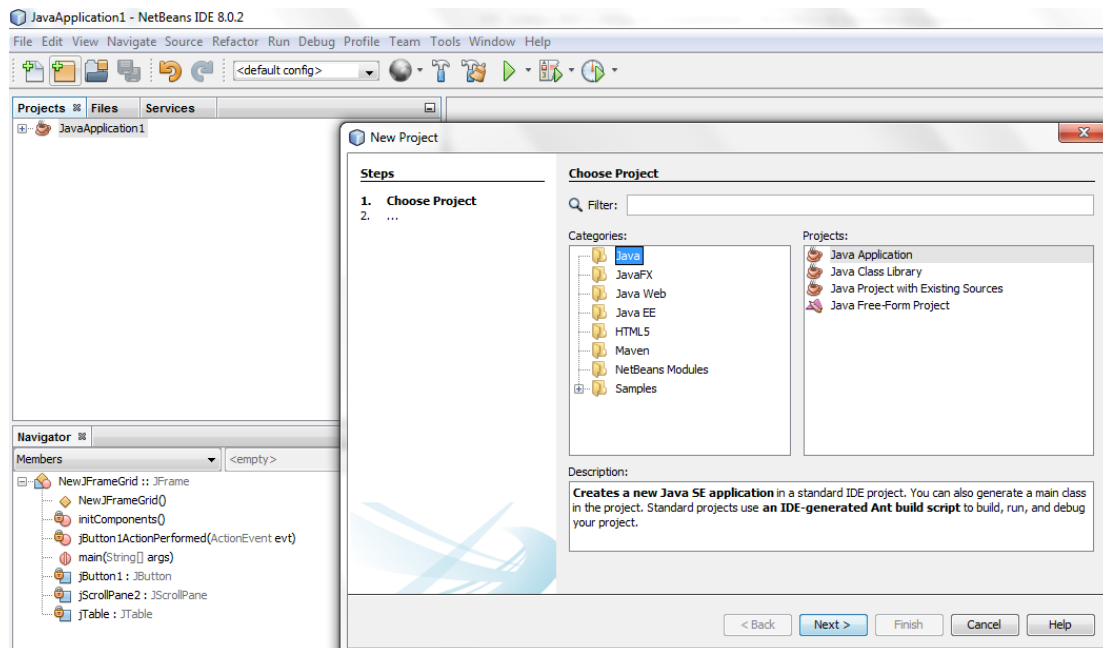 JavaApplication1 - NetBeans IDE 8.0.2
File Edit View Navigate Source Refactor Run Debug Profile Team Tools Window Help
<default config>
Projects Files Services
JavaApplication1
New Project
Steps
1. Choose Project
2. ...
Choose Project
Filter:
Categories:
Java
JavaFX
Java Web
Java EE
HTML5
Maven
NetBeans Modules
Samples
Projects:
Java Application
Java Class Library
Java Project with Existing Sources
Java Free-Form Project
Description:
Creates a new Java SE application in a standard IDE project. You can also generate a main class
in the project. Standard projects use an IDE-generated Ant build script to build, run, and debug
your project.
< Back Next > Finish Cancel Help
Navigator
Members <empty>
NewJFrameGrid :: JFrame
NewJFrameGrid()
initComponents()
jButton1ActionPerformed(ActionEvent evt)
main(String[] args)
jButton1 : JButton
jScrollPane2 : JScrollPane
jTable : JTable